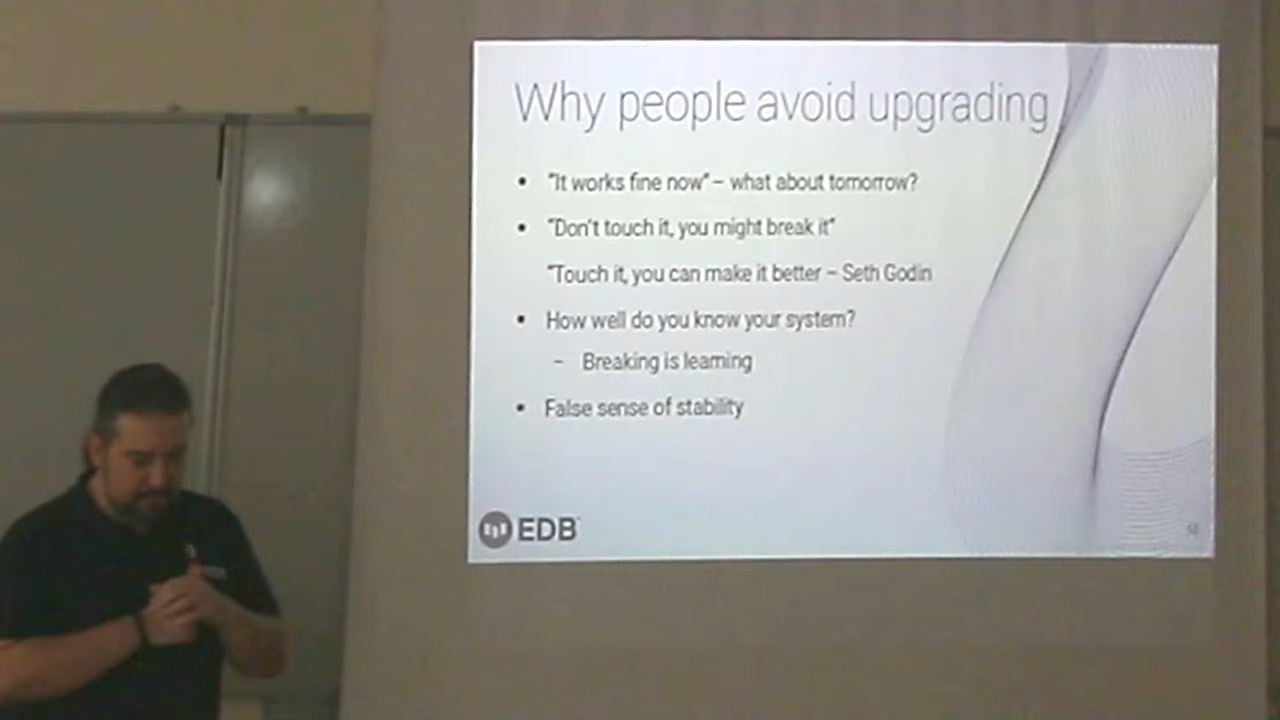 Why people avoid upgrading
• "It works fine now" – what about tomorrow?
• "Don't touch it, you might break it"
"Touch it, you can make it better – Seth Godin
• How well do you know your system?
– Breaking is learning
• False sense of stability
EDB